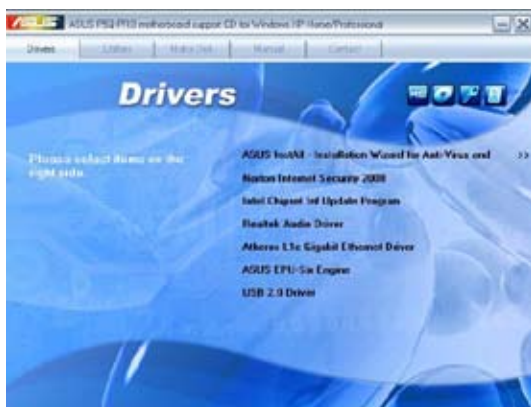 ASUS P5Q-PRO motherboard support CD for Windows XP Home/Professional
Drivers Utilities Make Disk Manual Contact
Drivers
Please select items on the
right side.
ASUS InstAll - Installation Wizard for Anti-Virus and >>
Norton Internet Security 2008
Intel Chipset Inf Update Program
Realtek Audio Driver
Atheros L1e Gigabit Ethernet Driver
ASUS EPU-Six Engine
USB 2.0 Driver